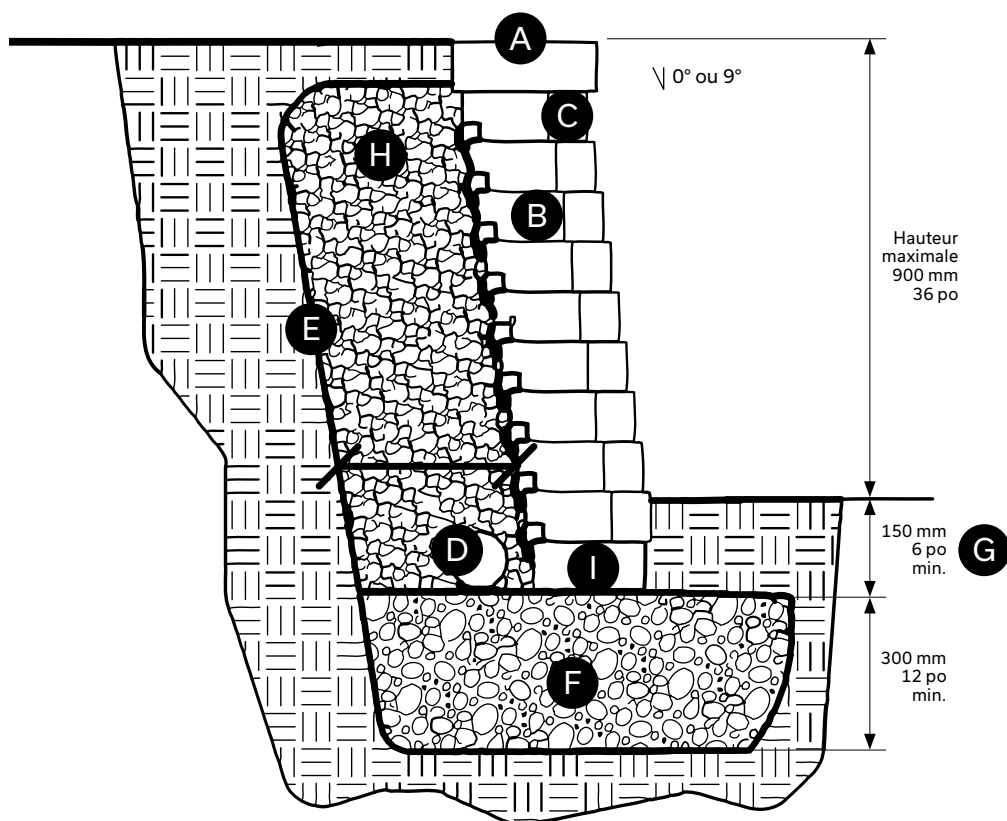 A
0° ou 9°
C
H
B
Hauteur
maximale
900 mm
36 po
E
150 mm
6 po
min.
G
D
I
300 mm
12 po
min.
F